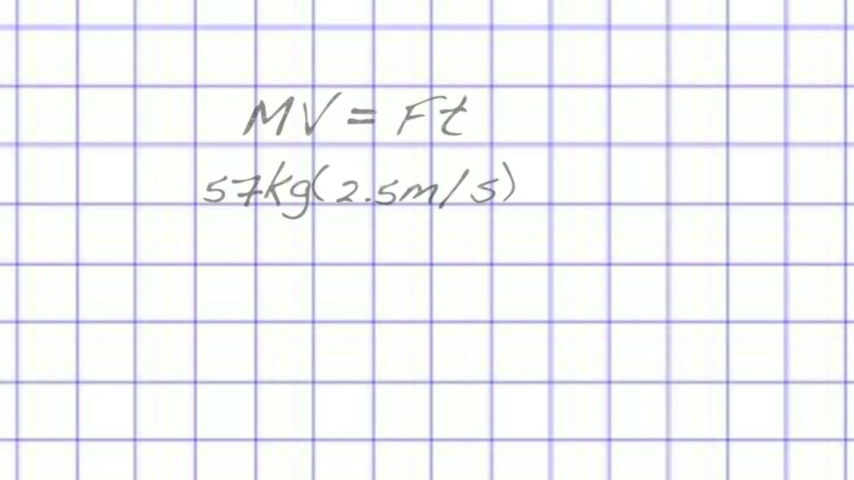 MV = Ft
57kg(2.5m/s)